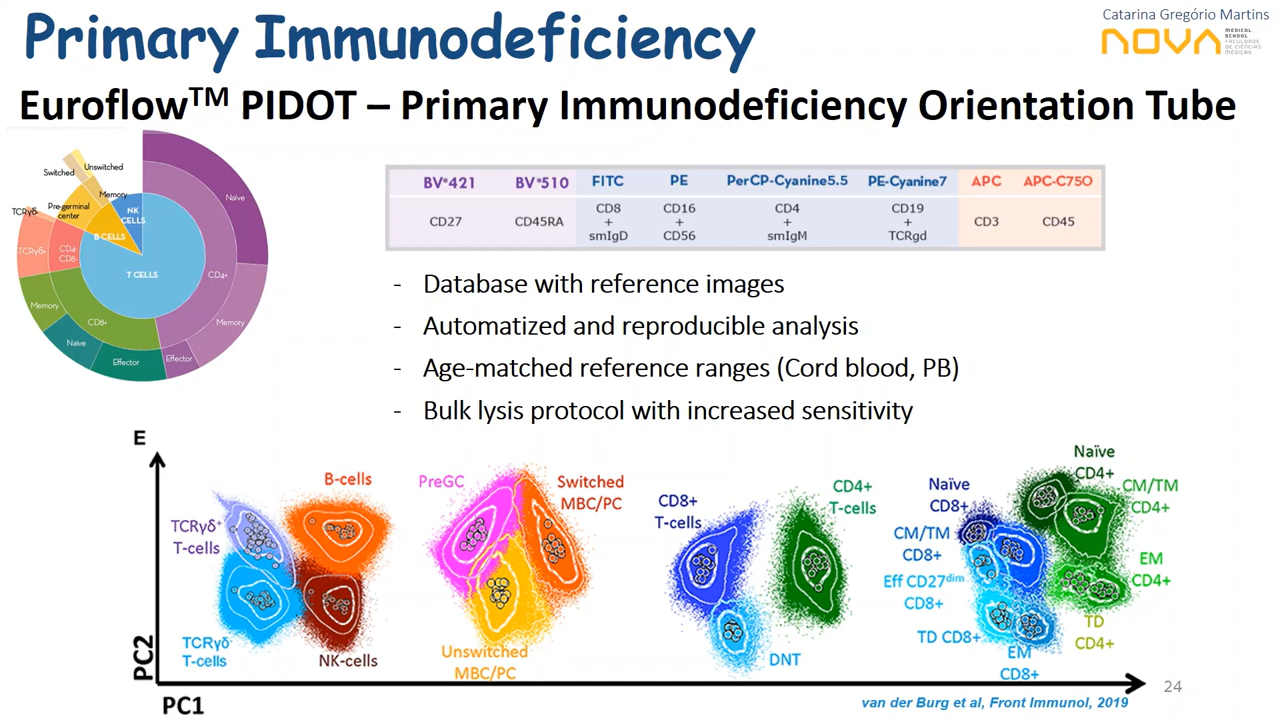 Catarina Gregório Martins
NOVA
MEDICAL
SCHOOL
FACULDADE
DE CIÊNCIAS
MÉDICAS
Primary Immunodeficiency
Euroflow™ PIDOT – Primary Immunodeficiency Orientation Tube
Unswitched
Switched
Memory
Pre-germinal
center
TCRγδ-
NK
CELLS
B CELLS
T CELLS
Naive
CD4+
Memory
Effector
CD4-
CD8-
TCRγδ+
Memory
CD8+
Naive
Effector
BV*421 BV*510 FITC PE PerCP-Cyanine5.5 PE-Cyanine7 APC APC-C750
CD27 CD45RA CD8 + smIgD CD16 + CD56 CD4 + smIgM CD19 + TCRgd CD3 CD45
- Database with reference images
- Automatized and reproducible analysis
- Age-matched reference ranges (Cord blood, PB)
- Bulk lysis protocol with increased sensitivity
E
PC2
PC1
B-cells
TCRγδ+
T-cells
TCRγδ-
T-cells
NK-cells
PreGC
Switched
MBC/PC
Unswitched
MBC/PC
CD8+
T-cells
CD4+
T-cells
DNT
Naïve
CD4+
Naïve
CD8+
CM/TM
CD4+
CM/TM
CD8+
EM
CD4+
Eff CD27dim
CD8+
TD
CD4+
TD CD8+
EM
CD8+
24
van der Burg et al, Front Immunol, 2019